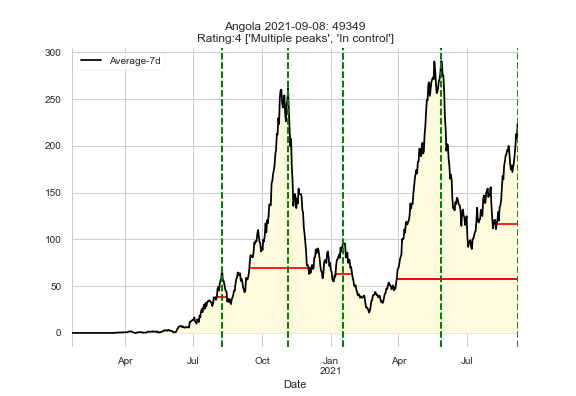 Angola 2021-09-08: 49349
Rating:4 ['Multiple peaks', 'In control']
Average-7d
300
250
200
150
100
50
0
Apr
Jul
Oct
Jan
2021
Apr
Jul
Date